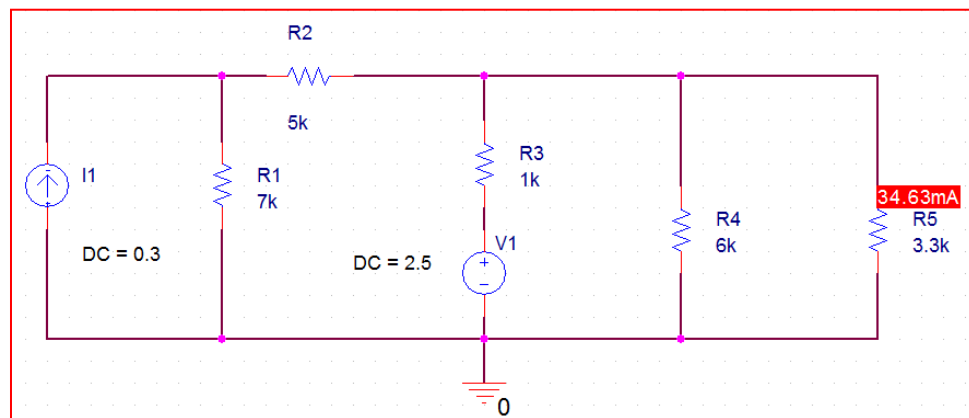 R2
5k
I1
R1
7k
DC = 0.3
R3
1k
V1
DC = 2.5
R4
6k
34.63mA
R5
3.3k
0